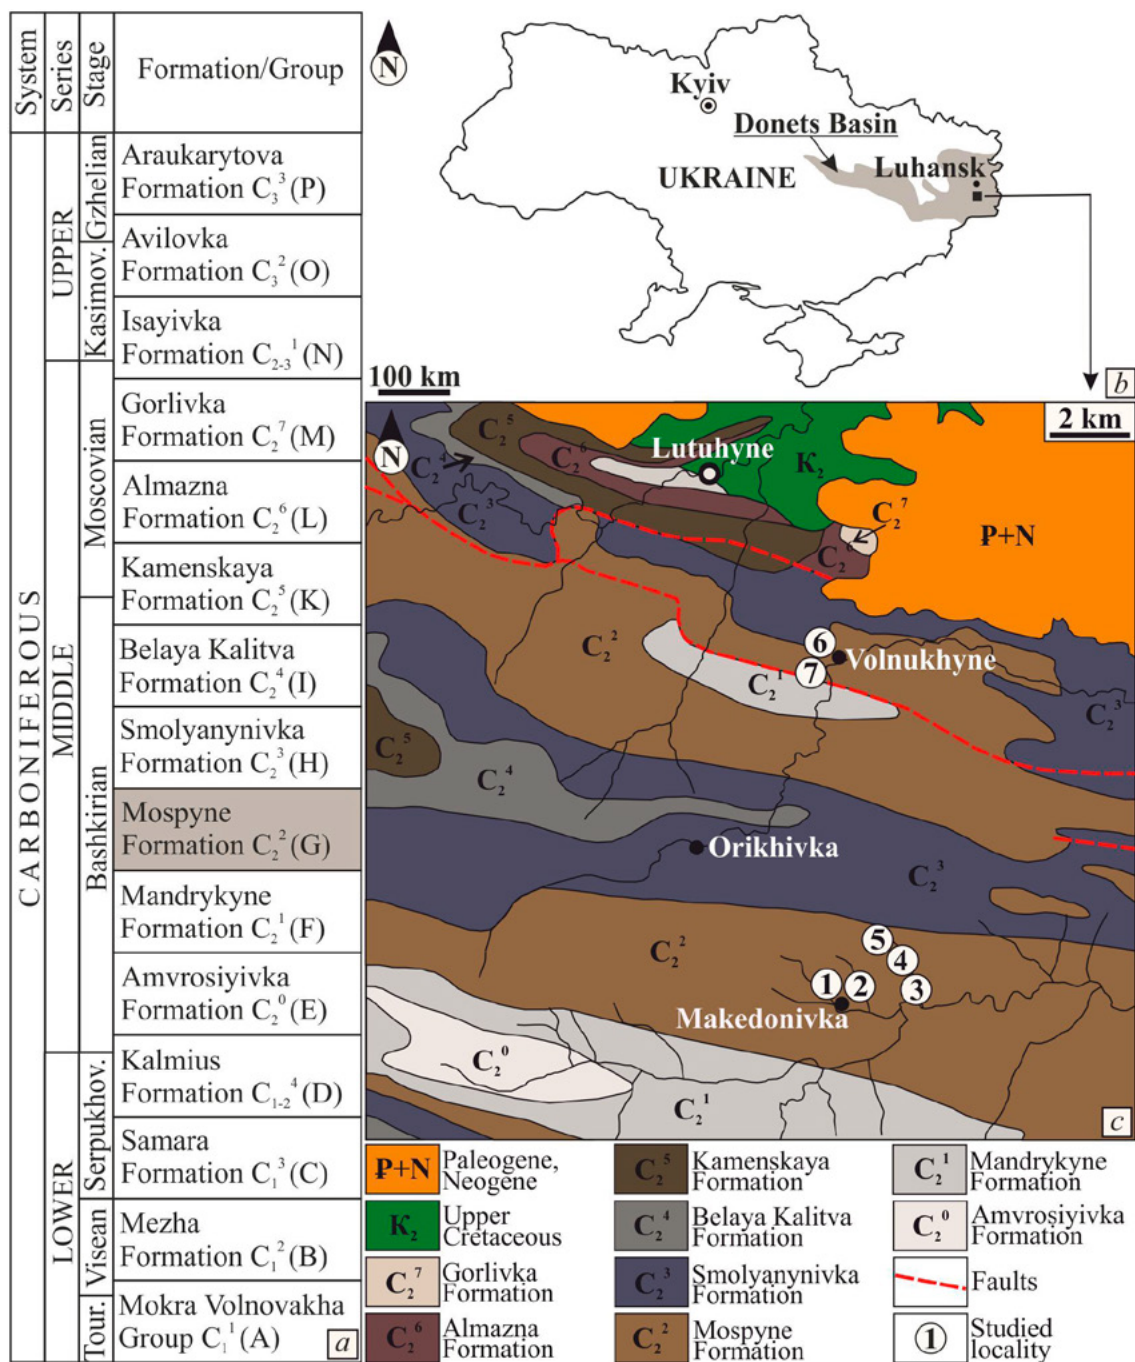 System
Series
Stage
Formation/Group
CARBONIFEROUS
UPPER
MIDDLE
LOWER
Gzhelian
Kasimov.
Moscovian
Bashkirian
Serpukhov.
Visean
Tour.
Araukarytova
Formation C₃³(P)
Avilovka
Formation C₃²(O)
Isayivka
Formation C₂₋₃¹(N)
Gorlivka
Formation C₂⁷(M)
Almazna
Formation C₂⁶(L)
Kamenskaya
Formation C₂⁵(K)
Belaya Kalitva
Formation C₂⁴(I)
Smolyanynivka
Formation C₂³(H)
Mospyne
Formation C₂²(G)
Mandrykyne
Formation C₂¹(F)
Amvrosiyivka
Formation C₂⁰(E)
Kalmius
Formation C₁₋₂⁴(D)
Samara
Formation C₁³(C)
Mezha
Formation C₁²(B)
Mokra Volnovakha
Group C₁¹(A)
a
N
Kyiv
Donets Basin
Luhansk
UKRAINE
100 km
b
N
2 km
C₂⁵
Lutuhyne
C₂⁴
C₂⁶
K₂
C₂³
C₂⁷
₽+N
C₂⁶
C₂²
6
Volnukhyne
7
C₂¹
C₂³
C₂⁵
C₂⁴
Orikhivka
C₂³
C₂²
5
4
1
2
3
Makedonivka
C₂⁰
C₂¹
c
₽+N
Paleogene,
Neogene
K₂
Upper
Cretaceous
C₂⁷
Gorlivka
Formation
C₂⁶
Almazna
Formation
C₂⁵
Kamenskaya
Formation
C₂⁴
Belaya Kalitva
Formation
C₂³
Smolyanynivka
Formation
C₂²
Mospyne
Formation
C₂¹
Mandrykyne
Formation
C₂⁰
Amvrosiyivka
Formation
Faults
1
Studied
locality